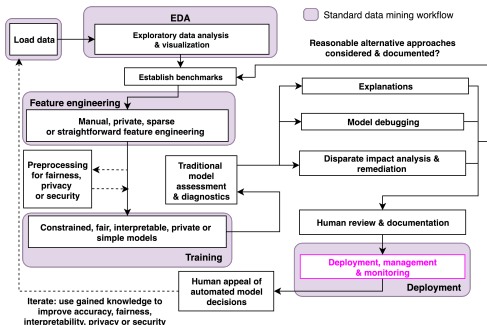 EDA
Standard data mining workflow
Load data
Exploratory data analysis
& visualization
Reasonable alternative approaches
considered & documented?
Establish benchmarks
Explanations
Feature engineering
Manual, private, sparse
or straightforward feature engineering
Model debugging
Preprocessing
for fairness,
privacy
or security
Traditional
model
assessment
& diagnostics
Disparate impact analysis &
remediation
Constrained, fair, interpretable, private or
simple models
Training
Human review & documentation
Deployment, management
& monitoring
Deployment
Human appeal of
automated model
decisions
Iterate: use gained knowledge to
improve accuracy, fairness,
interpretability, privacy or security